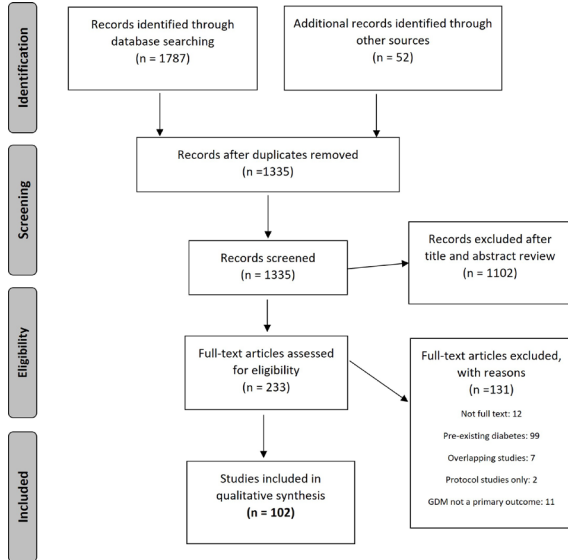 Identification
Records identified through
database searching
(n = 1787)
Additional records identified through
other sources
(n = 52)
Records after duplicates removed
(n =1335)
Screening
Records screened
(n = 1335)
Records excluded after
title and abstract review
(n = 1102)
Eligibility
Full-text articles assessed
for eligibility
(n = 233)
Full-text articles excluded,
with reasons
(n =131)
Not full text: 12
Pre-existing diabetes: 99
Overlapping studies: 7
Protocol studies only: 2
GDM not a primary outcome: 11
Included
Studies included in
qualitative synthesis
(n = 102)